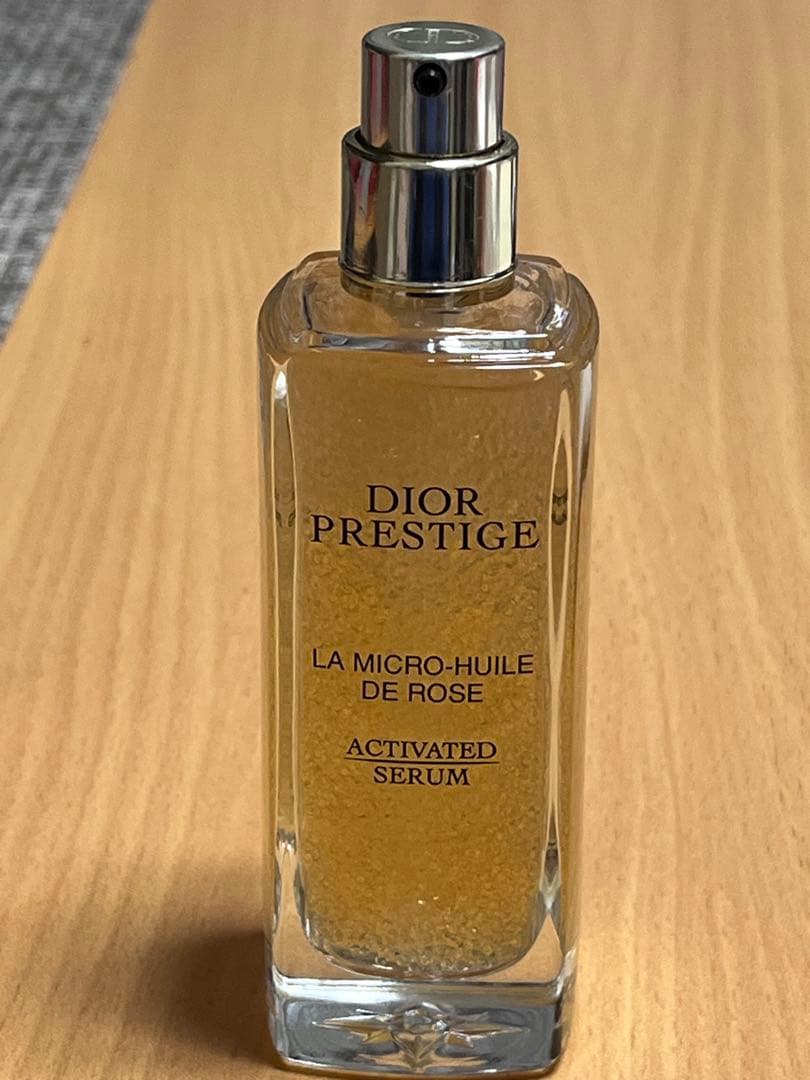 DIOR
PRESTIGE
LA MICRO-HUILE
DE ROSE
ACTIVATED
SERUM